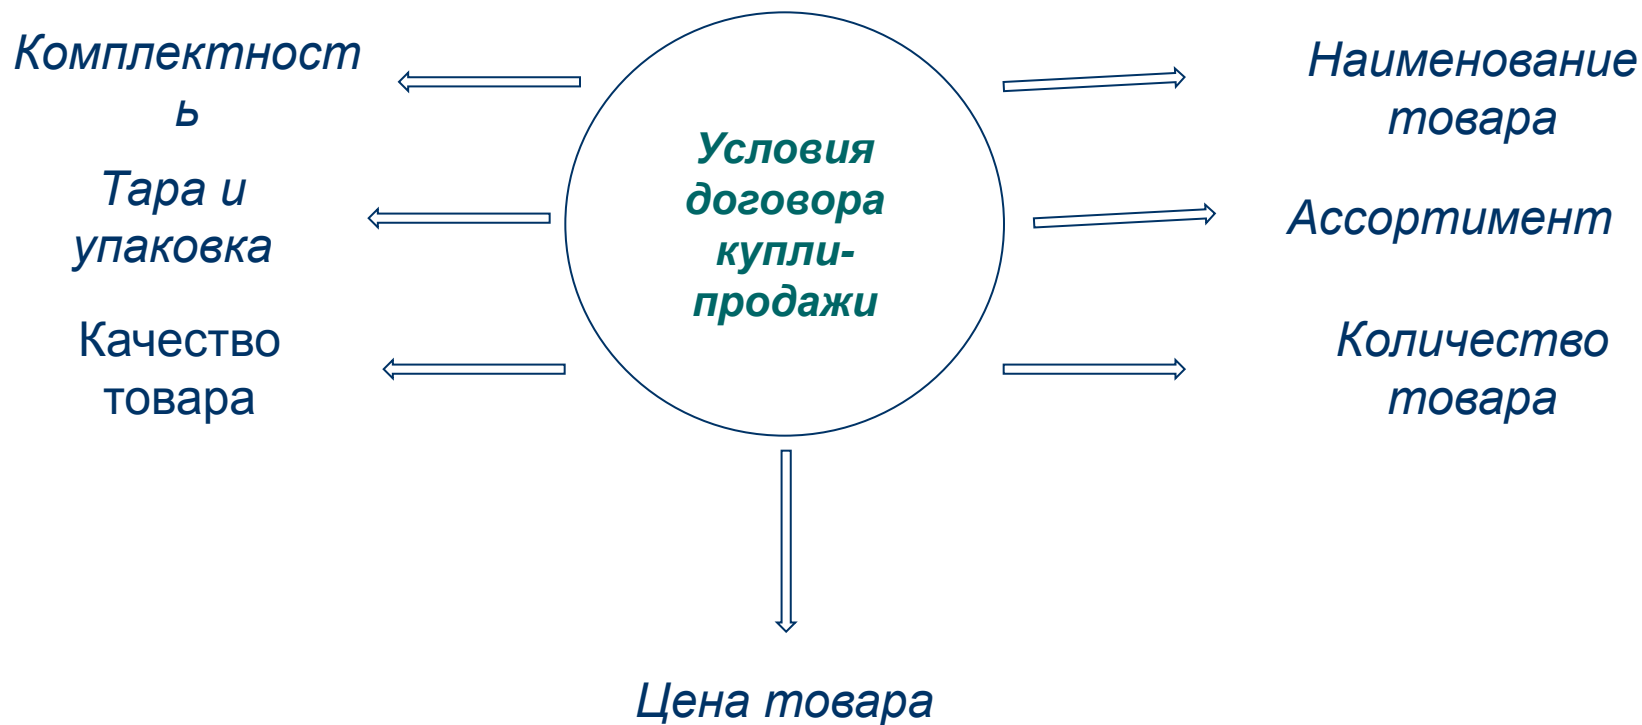 Комплектност
ь
Тара и
упаковка
Качество
товара
Условия
договора
купли-
продажи
Наименование
товара
Ассортимент
Количество
товара
Цена товара